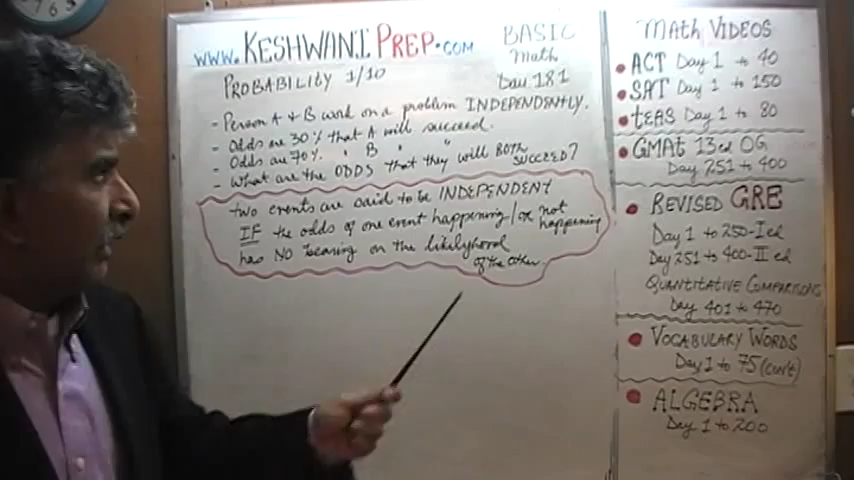 WWW.KESHWANIPREP.COM
BASIC
Math
Day 181
PROBABILITY 1/10
- Person A & B work on a problem INDEPENDENTLY.
- Odds are 30% that A will succeed.
- Odds are 70% " B " "
- What are the ODDS that they will BOTH
SUCCEED?
two events are said to be INDEPENDENT
IF the odds of one event happening/or not
happening
has NO bearing on the likelyhood
of the other
Math VIDEOS
ACT Day 1 to 40
SAT Day 1 to 150
TEAS Day 1 to 80
GMAT 13ed OG
Day 251 to 400
REVISED GRE
Day 1 to 250-I ed
Day 251 to 400-II ed
QUANTITATIVE COMPARISONS
Day 401 to 470
VOCABULARY WORDS
Day 1 to 75 (cur't)
ALGEBRA
Day 1 to 200